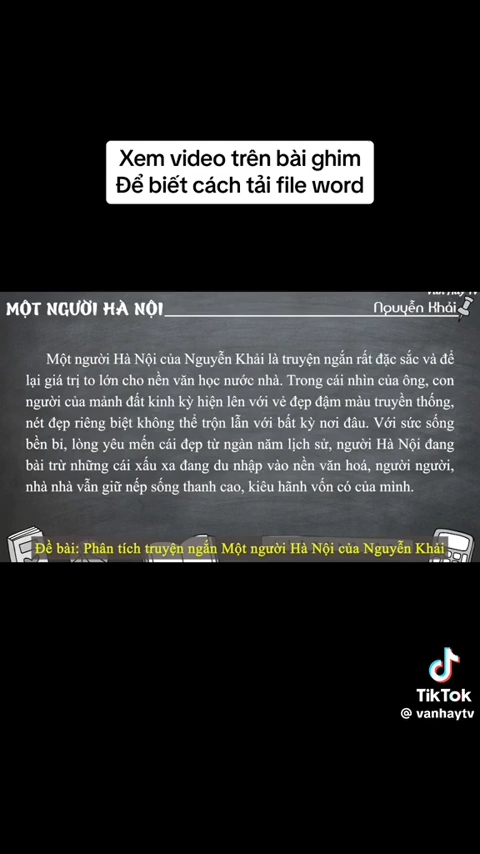 Xem video trên bài ghim
Để biết cách tải file word
MỘT NGƯỜI HÀ NỘI
Nguyễn Khải
Một người Hà Nội của Nguyễn Khải là truyện ngắn rất đặc sắc và để
lại giá trị to lớn cho nền văn học nước nhà. Trong cái nhìn của ông, con
người của mảnh đất kinh kỳ hiện lên với vẻ đẹp đậm màu truyền thống,
nét đẹp riêng biệt không thể trộn lẫn với bất kỳ nơi đâu. Với sức sống
bền bỉ, lòng yêu mến cái đẹp từ ngàn năm lịch sử, người Hà Nội đang
bài trừ những cái xấu xa đang du nhập vào nền văn hoá, người người,
nhà nhà vẫn giữ nếp sống thanh cao, kiêu hãnh vốn có của mình.
Đề bài: Phân tích truyện ngắn Một người Hà Nội của Nguyễn Khải
TikTok
@ vanhaytv